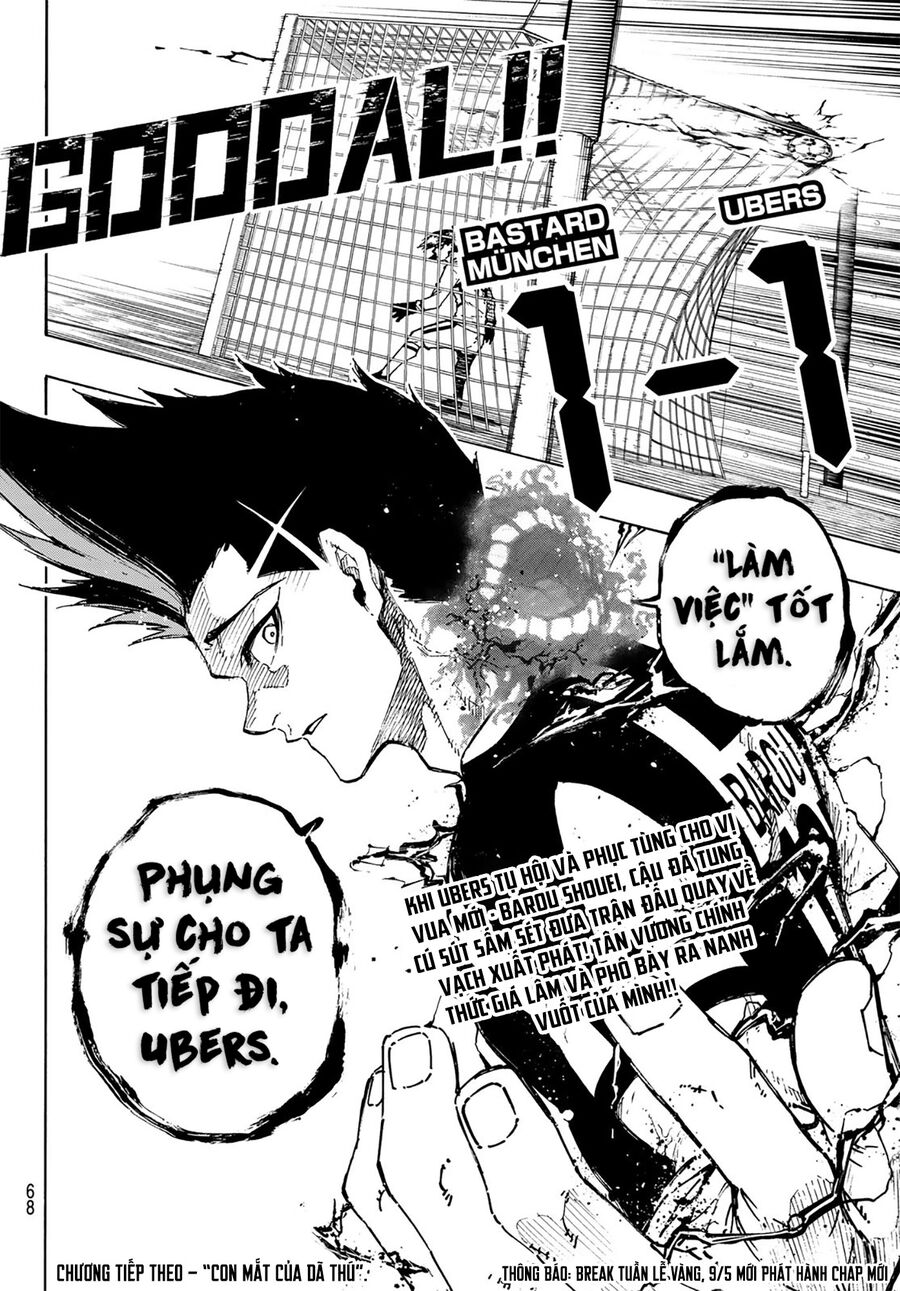 GOOOAL!!
BASTARD
MÜNCHEN
UBERS
1 - 1
"LÀM
VIỆC" TỐT
LẮM.
BAROU
PHỤNG
SỰ CHO TA
TIẾP ĐI,
UBERS.
KHI UBERS TỤ HỘI VÀ PHỤC TÙNG CHO VỊ
VUA MỚI - BAROU SHOUEI, CẬU ĐÃ TUNG
CÚ SÚT SẤM SÉT ĐƯA TRẬN ĐẤU QUAY VỀ
VẠCH XUẤT PHÁT! TÂN VƯƠNG CHÍNH
THỨC GIÁ LÂM VÀ PHÔ BÀY RA NANH
VUỐT CỦA MÌNH!!
68
CHƯƠNG TIẾP THEO - "CON MẮT CỦA DÃ THÚ".
THÔNG BÁO: BREAK TUẦN LỄ VÀNG, 9/5 MỚI PHÁT HÀNH CHAP MỚI